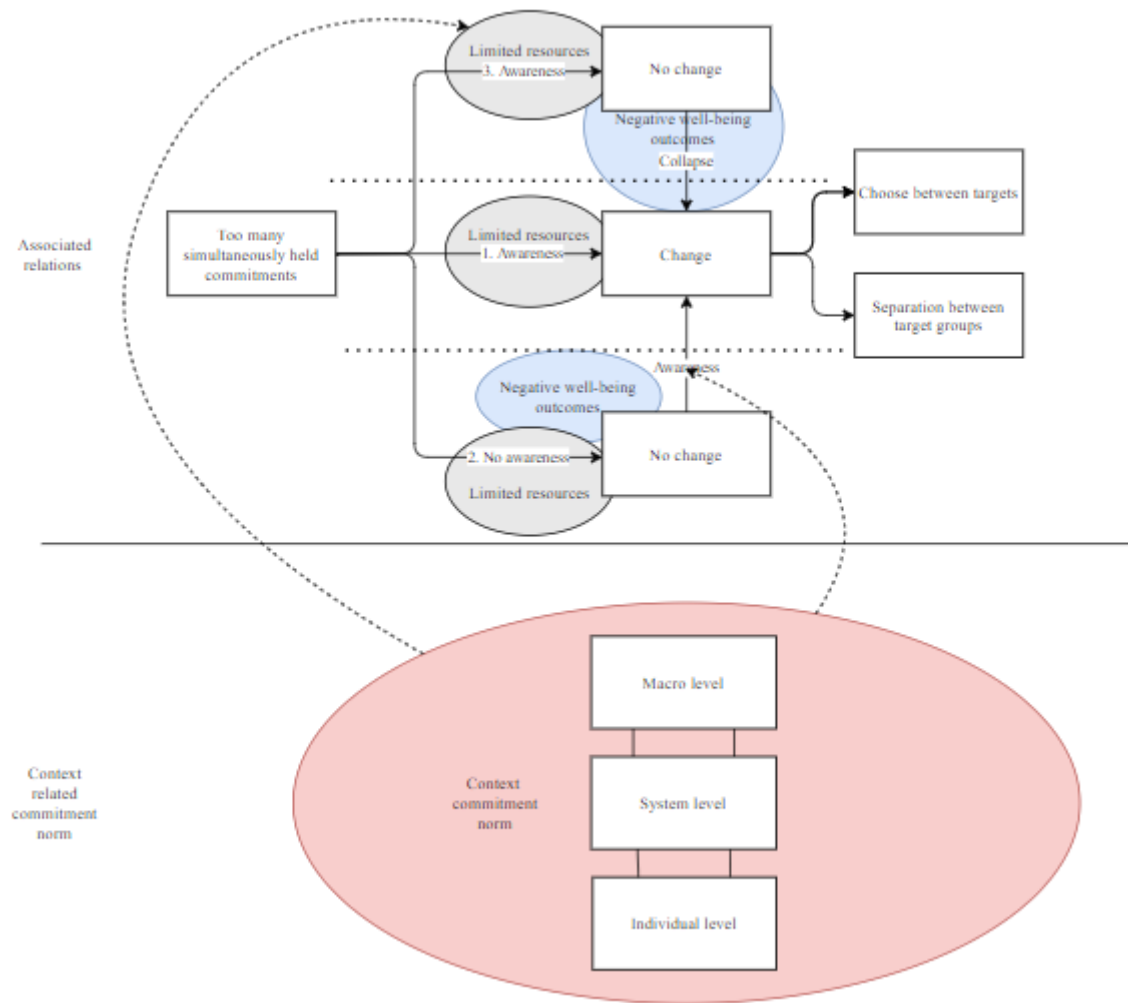 Limited resources
3. Awareness
No change
Negative well-being
outcomes
Collapse
Choose between targets
Associated
relations
Too many
simultaneously held
commitments
Limited resources
1. Awareness
Change
Separation between
target groups
Awareness
Negative well-being
outcomes
2. No awareness
Limited resources
No change
Macro level
Context
related
commitment
norm
Context
commitment
norm
System level
Individual level